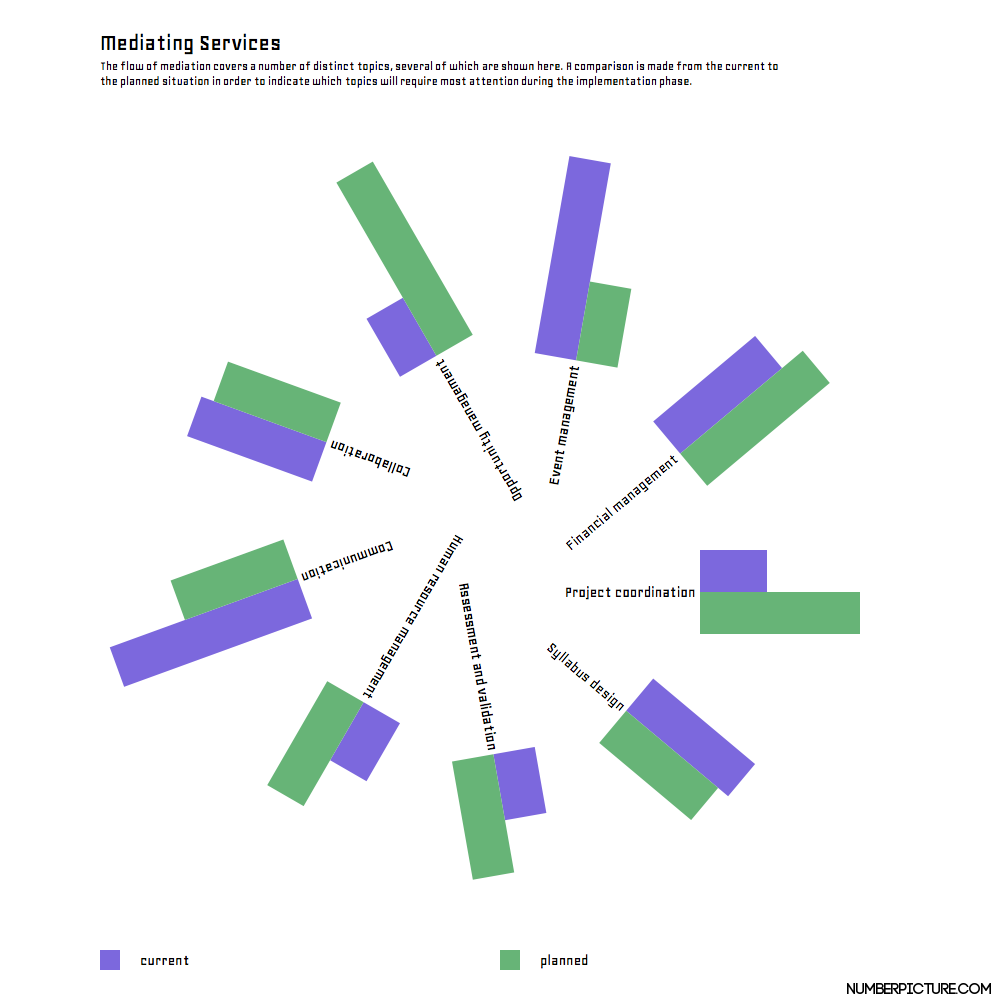 Mediating Services
The flow of mediation covers a number of distinct topics, several of which are shown here. A comparison is made from the current to
the planned situation in order to indicate which topics will require most attention during the implementation phase.
Opportunity management
Event management
Financial management
Collaboration
Communication
Human resource management
Assessment and validation
Project coordination
Syllabus design
current
planned
NUMBERPICTURE.COM